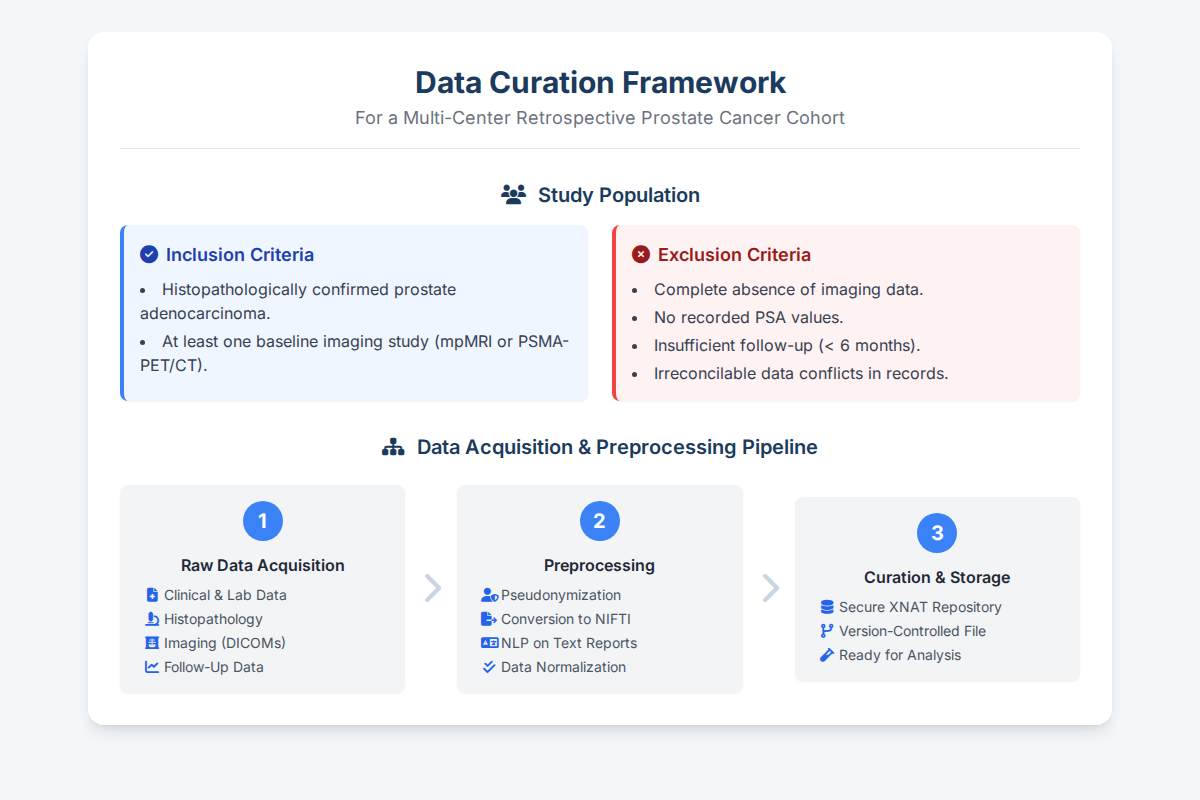 Data Curation Framework
For a Multi-Center Retrospective Prostate Cancer Cohort
Study Population
Inclusion Criteria
• Histopathologically confirmed prostate
adenocarcinoma.
• At least one baseline imaging study (mpMRI or PSMA-
PET/CT).
Exclusion Criteria
• Complete absence of imaging data.
• No recorded PSA values.
• Insufficient follow-up (< 6 months).
• Irreconcilable data conflicts in records.
Data Acquisition & Preprocessing Pipeline
1
Raw Data Acquisition
Clinical & Lab Data
Histopathology
Imaging (DICOMs)
Follow-Up Data
2
Preprocessing
Pseudonymization
Conversion to NIFTI
NLP on Text Reports
Data Normalization
3
Curation & Storage
Secure XNAT Repository
Version-Controlled File
Ready for Analysis